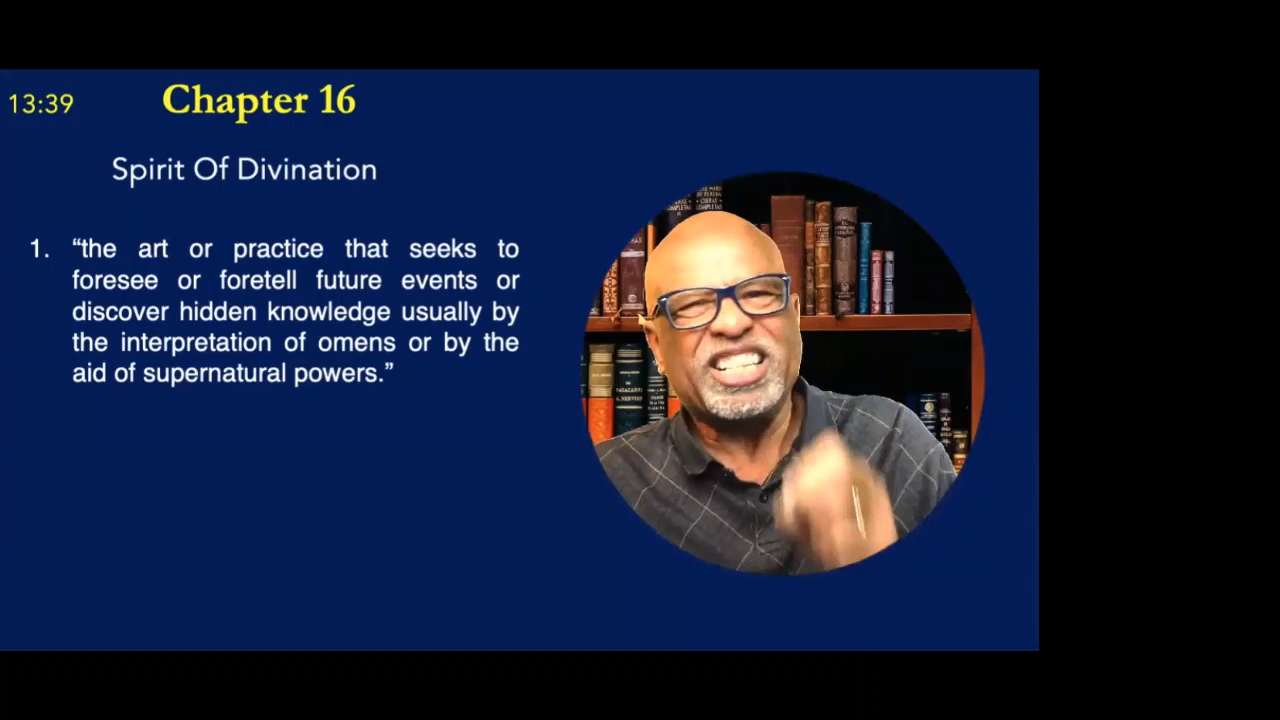 13:39 Chapter 16
Spirit Of Divination
1. “the art or practice that seeks to
foresee or foretell future events or
discover hidden knowledge usually by
the interpretation of omens or by the
aid of supernatural powers.”